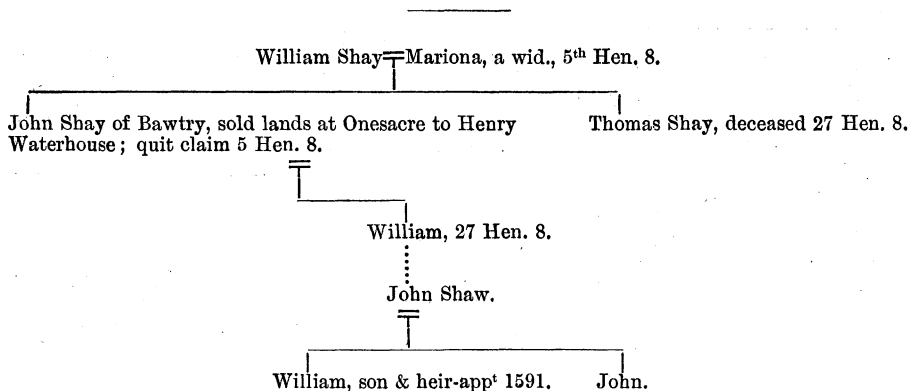 William Shay Mariona, a wid., 5th Hen. 8.
John Shay of Bawtry, sold lands at Onesacre to Henry
Waterhouse; quit claim 5 Hen. 8.
Thomas Shay, deceased 27 Hen. 8.
William, 27 Hen. 8.
John Shaw.
William, son & heir-appt 1591.
John.